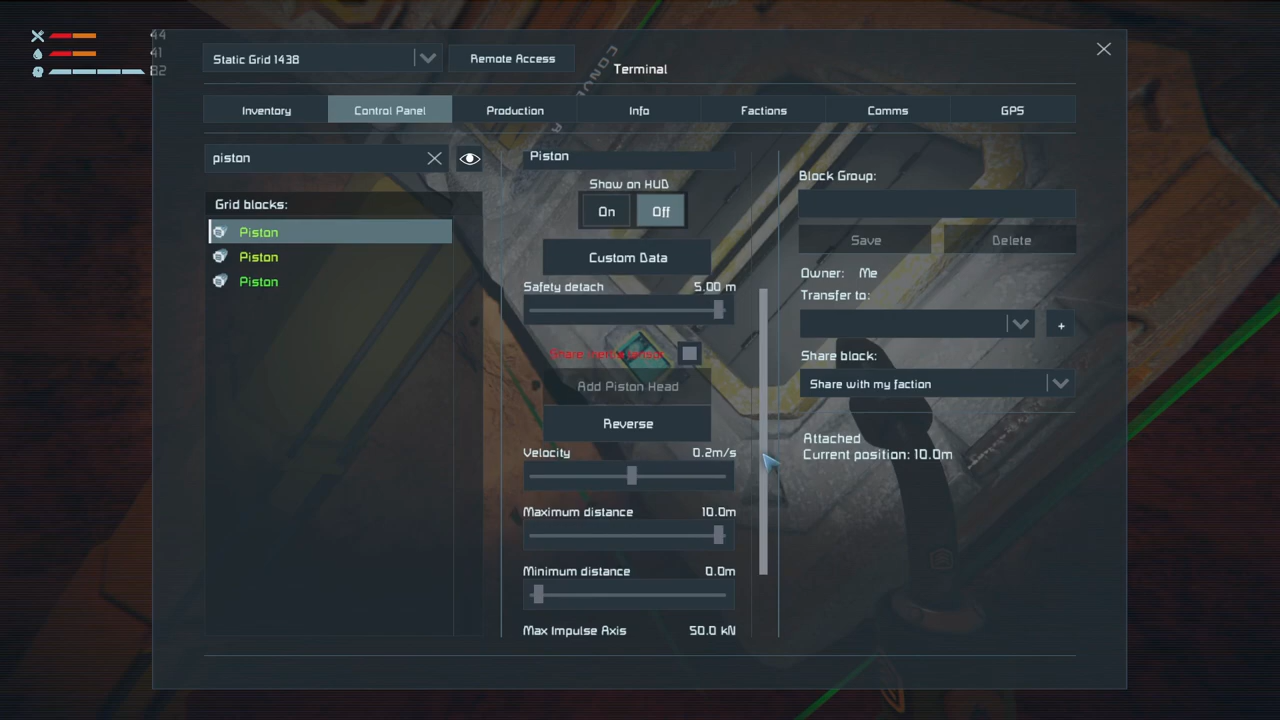 44
41
82
Static Grid 1438
Remote Access
Terminal
Inventory
Control Panel
Production
Info
Factions
Comms
GPS
piston
Grid blocks:
Piston
Piston
Piston
Piston
Show on HUD
On
Off
Custom Data
Safety detach 5.00 m
Share inertia tensor
Add Piston Head
Reverse
Velocity 0.2m/s
Maximum distance 10.0m
Minimum distance 0.0m
Max Impulse Axis 50.0 kN
Block Group:
Save
Delete
Owner: Me
Transfer to:
+
Share block:
Share with my faction
Attached
Current position: 10.0m